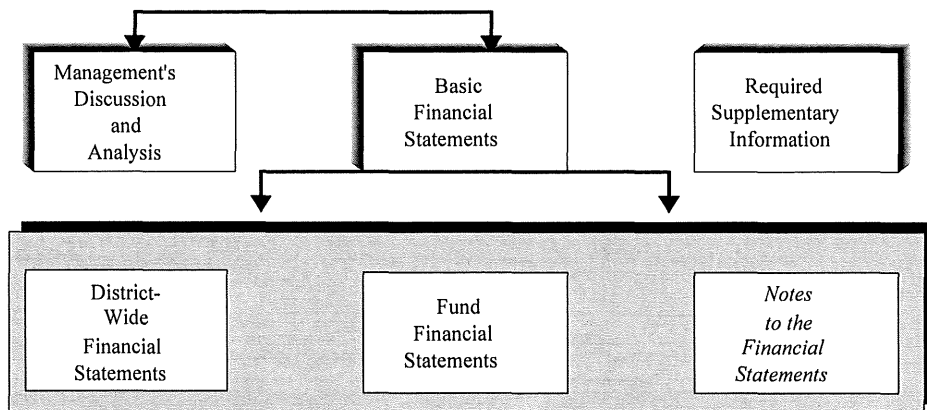 Management's
Discussion
and
Analysis
Basic
Financial
Statements
Required
Supplementary
Information
District-
Wide
Financial
Statements
Fund
Financial
Statements
Notes
to the
Financial
Statements